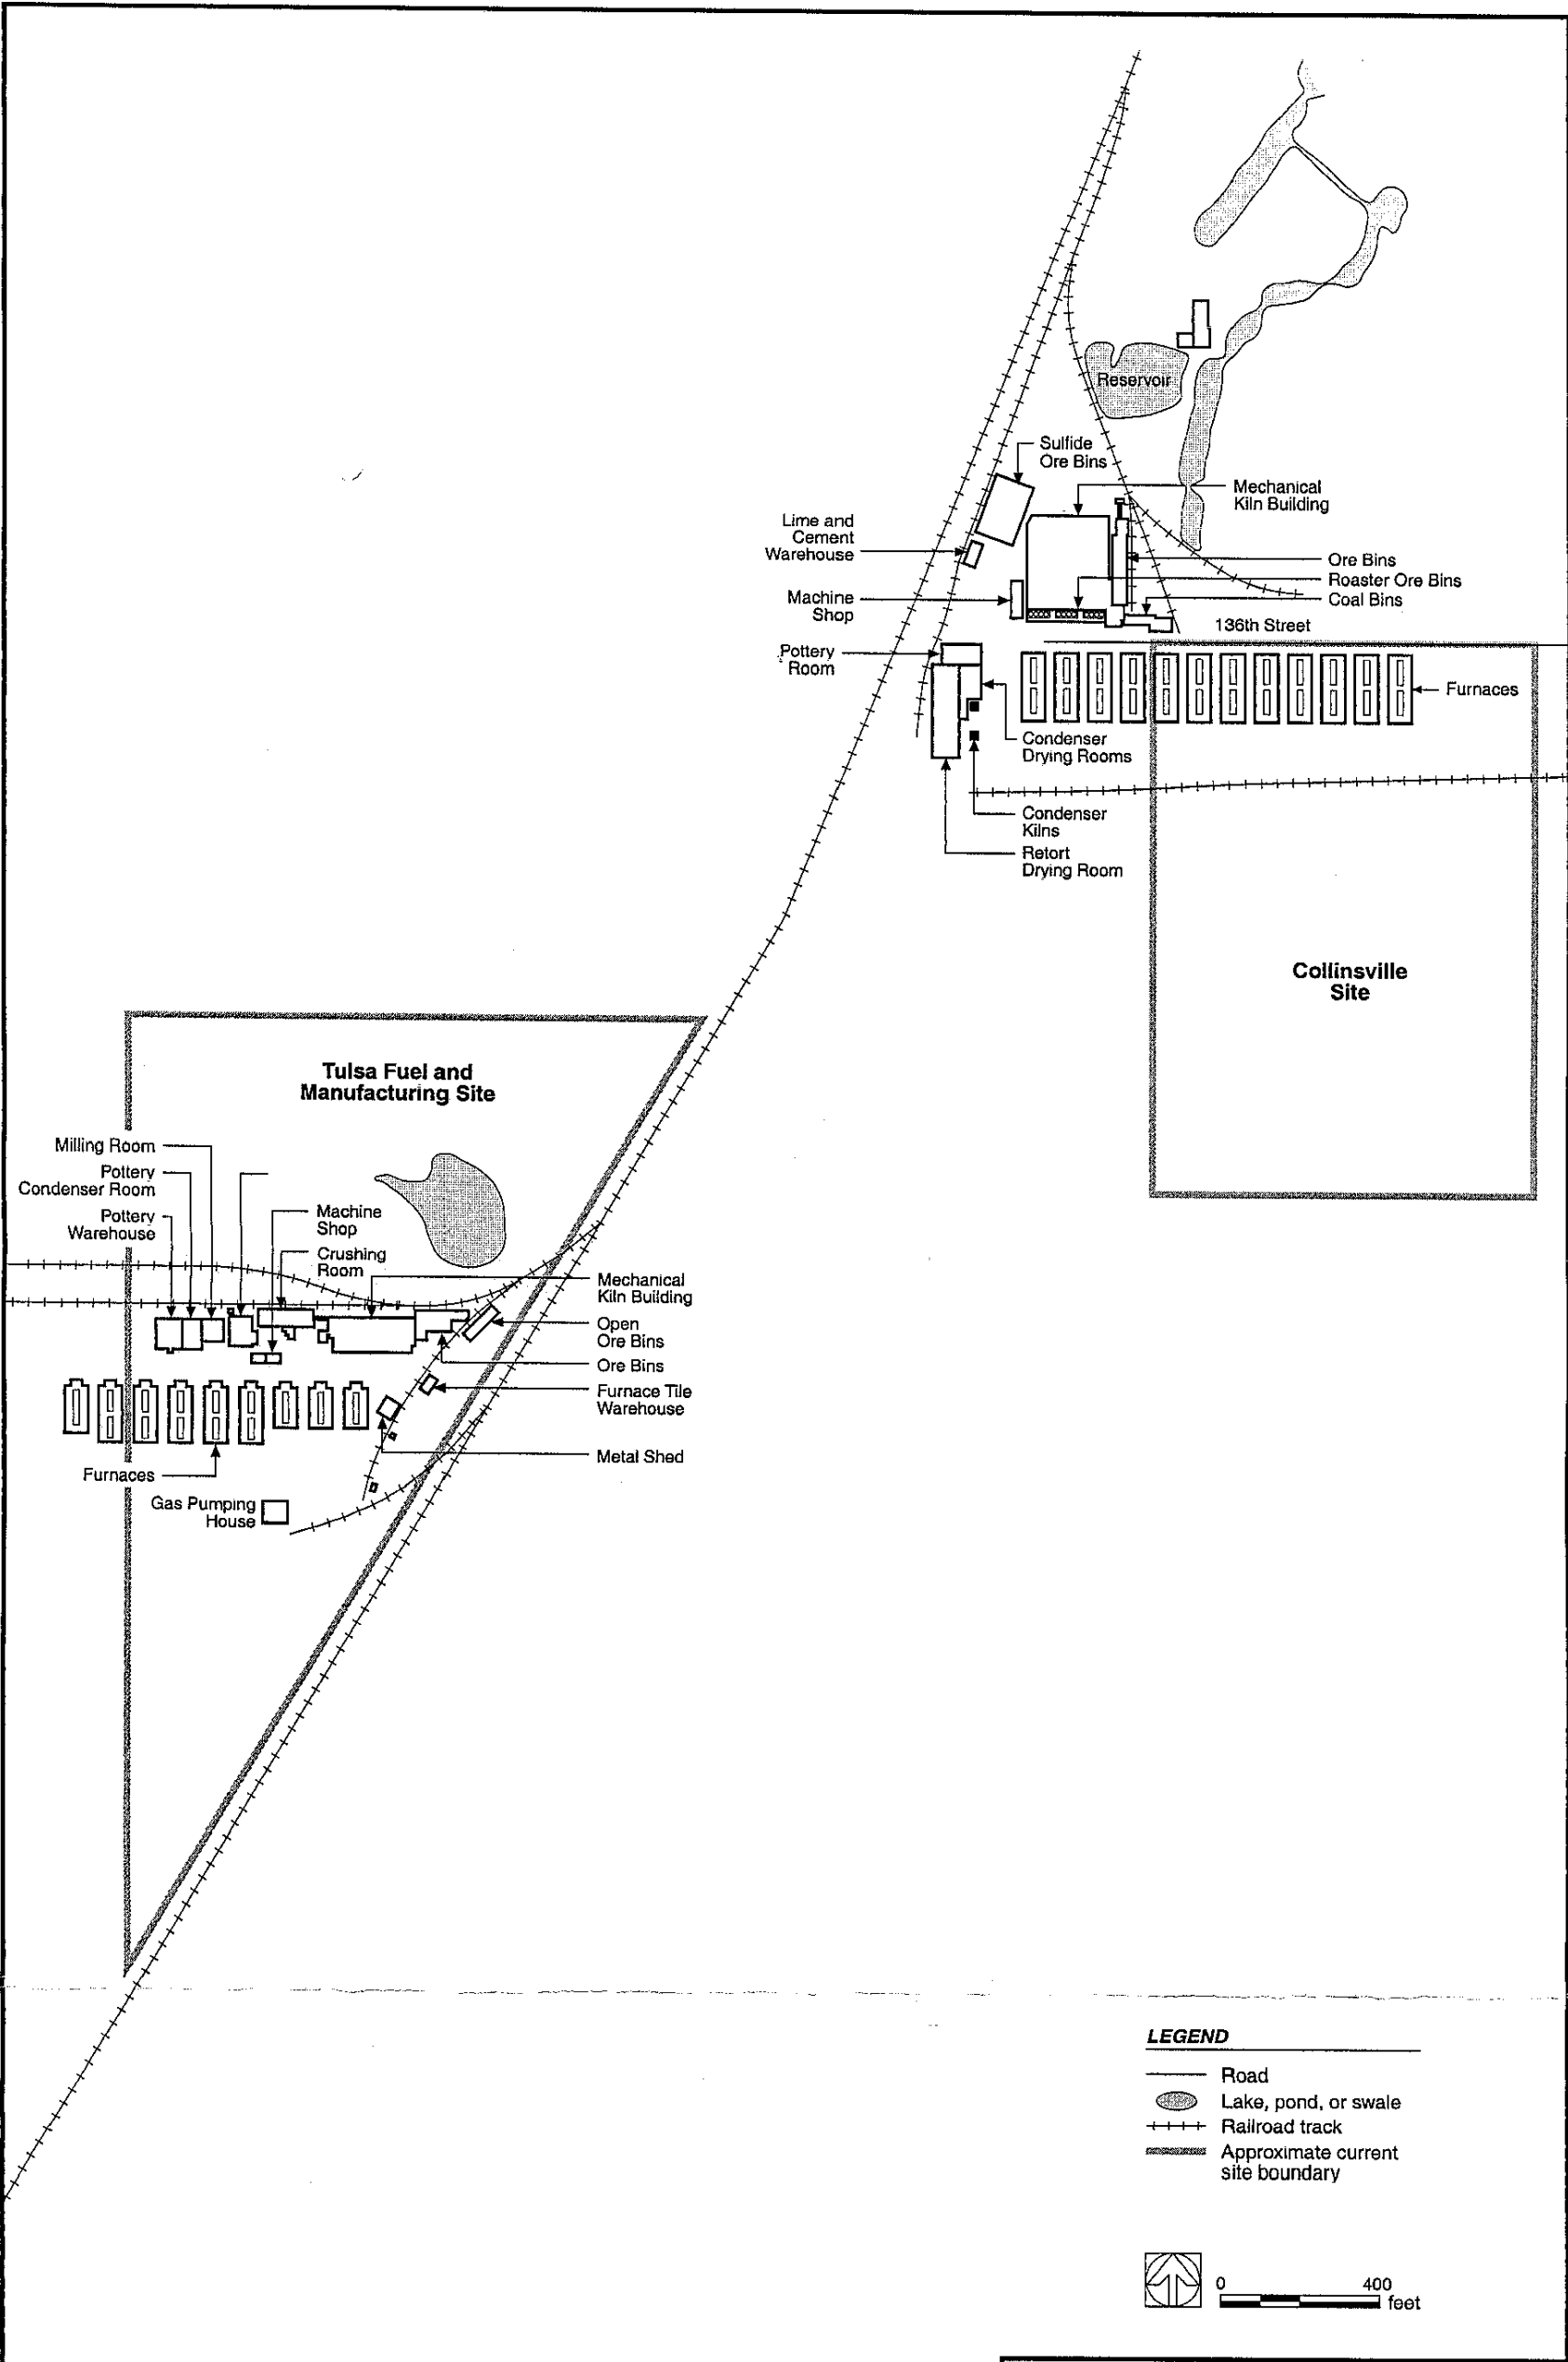 Reservoir
Sulfide
Ore Bins
Mechanical
Kiln Building
Lime and
Cement
Warehouse
Ore Bins
Roaster Ore Bins
Coal Bins
Machine
Shop
136th Street
Pottery
Room
Furnaces
Condenser
Drying Rooms
Condenser
Kilns
Retort
Drying Room
Collinsville
Site
Tulsa Fuel and
Manufacturing Site
Milling Room
Pottery
Condenser Room
Pottery
Warehouse
Machine
Shop
Crushing
Room
Mechanical
Kiln Building
Open
Ore Bins
Ore Bins
Furnace Tile
Warehouse
Metal Shed
Furnaces
Gas Pumping
House
LEGEND
Road
Lake, pond, or swale
Railroad track
Approximate current
site boundary
0 400
feet